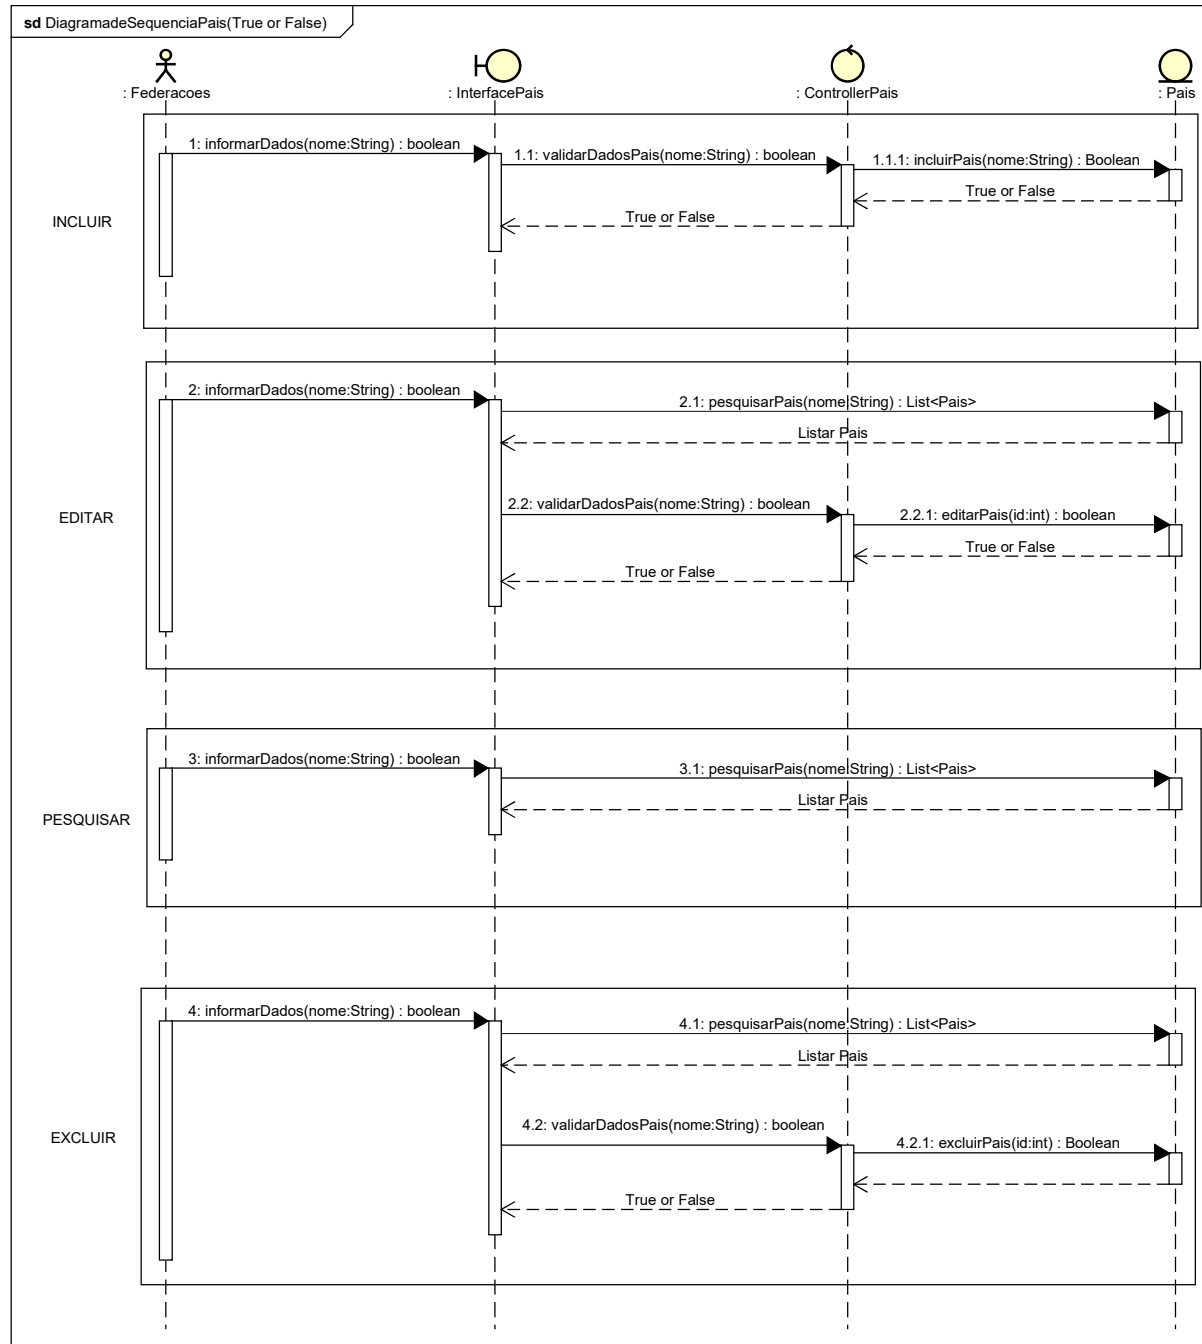 sd DiagramadeSequenciaPais(True or False)
: Federacoes
: InterfacePais
: ControllerPais
: Pais
INCLUIR
1: informarDados(nome:String) : boolean
1.1: validarDadosPais(nome:String) : boolean
1.1.1: incluirPais(nome:String) : Boolean
True or False
True or False
EDITAR
2: informarDados(nome:String) : boolean
2.1: pesquisarPais(nome:String) : List<Pais>
Listar Pais
2.2: validarDadosPais(nome:String) : boolean
2.2.1: editarPais(id:int) : boolean
True or False
True or False
PESQUISAR
3: informarDados(nome:String) : boolean
3.1: pesquisarPais(nome:String) : List<Pais>
Listar Pais
EXCLUIR
4: informarDados(nome:String) : boolean
4.1: pesquisarPais(nome:String) : List<Pais>
Listar Pais
4.2: validarDadosPais(nome:String) : boolean
4.2.1: excluirPais(id:int) : Boolean
True or False